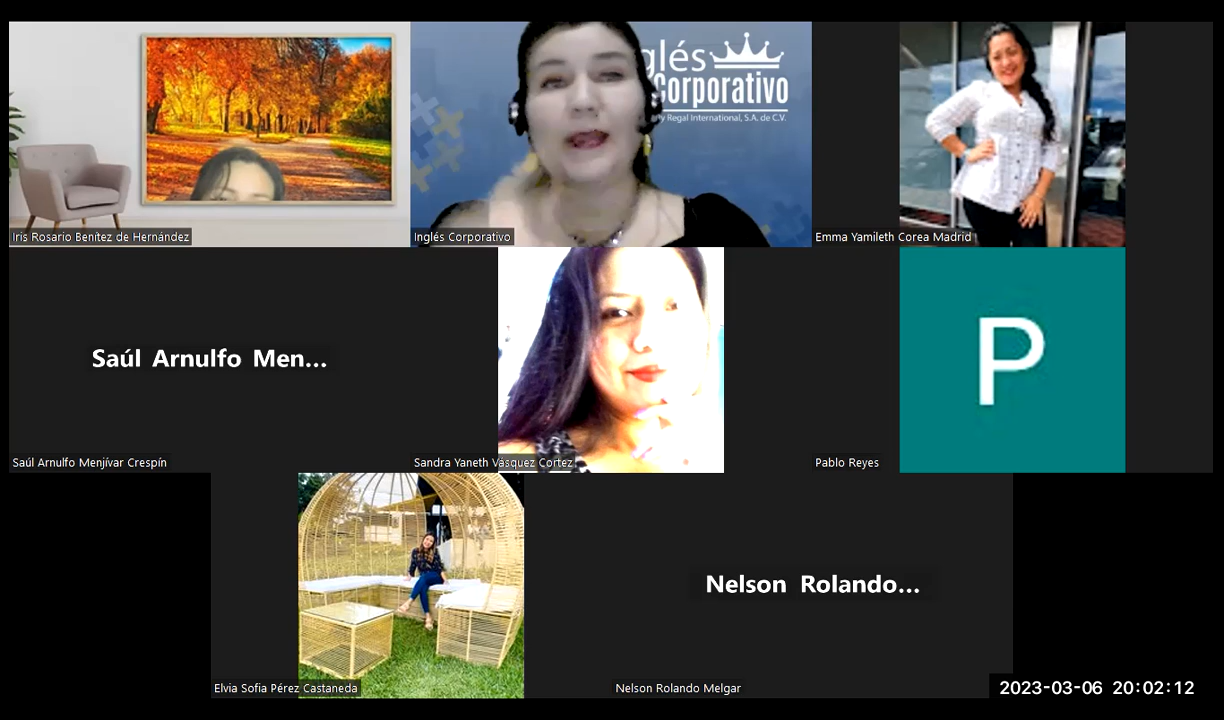 glés
Corporativo
By Regal International, S.A. de C.V.
Iris Rosario Benítez de Hernández
Inglés Corporativo
Emma Yamileth Corea Madrid
Saúl Arnulfo Men...
P
Saúl Arnulfo Menjívar Crespín
Sandra Yaneth Vásquez Cortez
Pablo Reyes
Nelson Rolando...
Elvia Sofia Pérez Castaneda
Nelson Rolando Melgar
2023-03-06 20:02:12